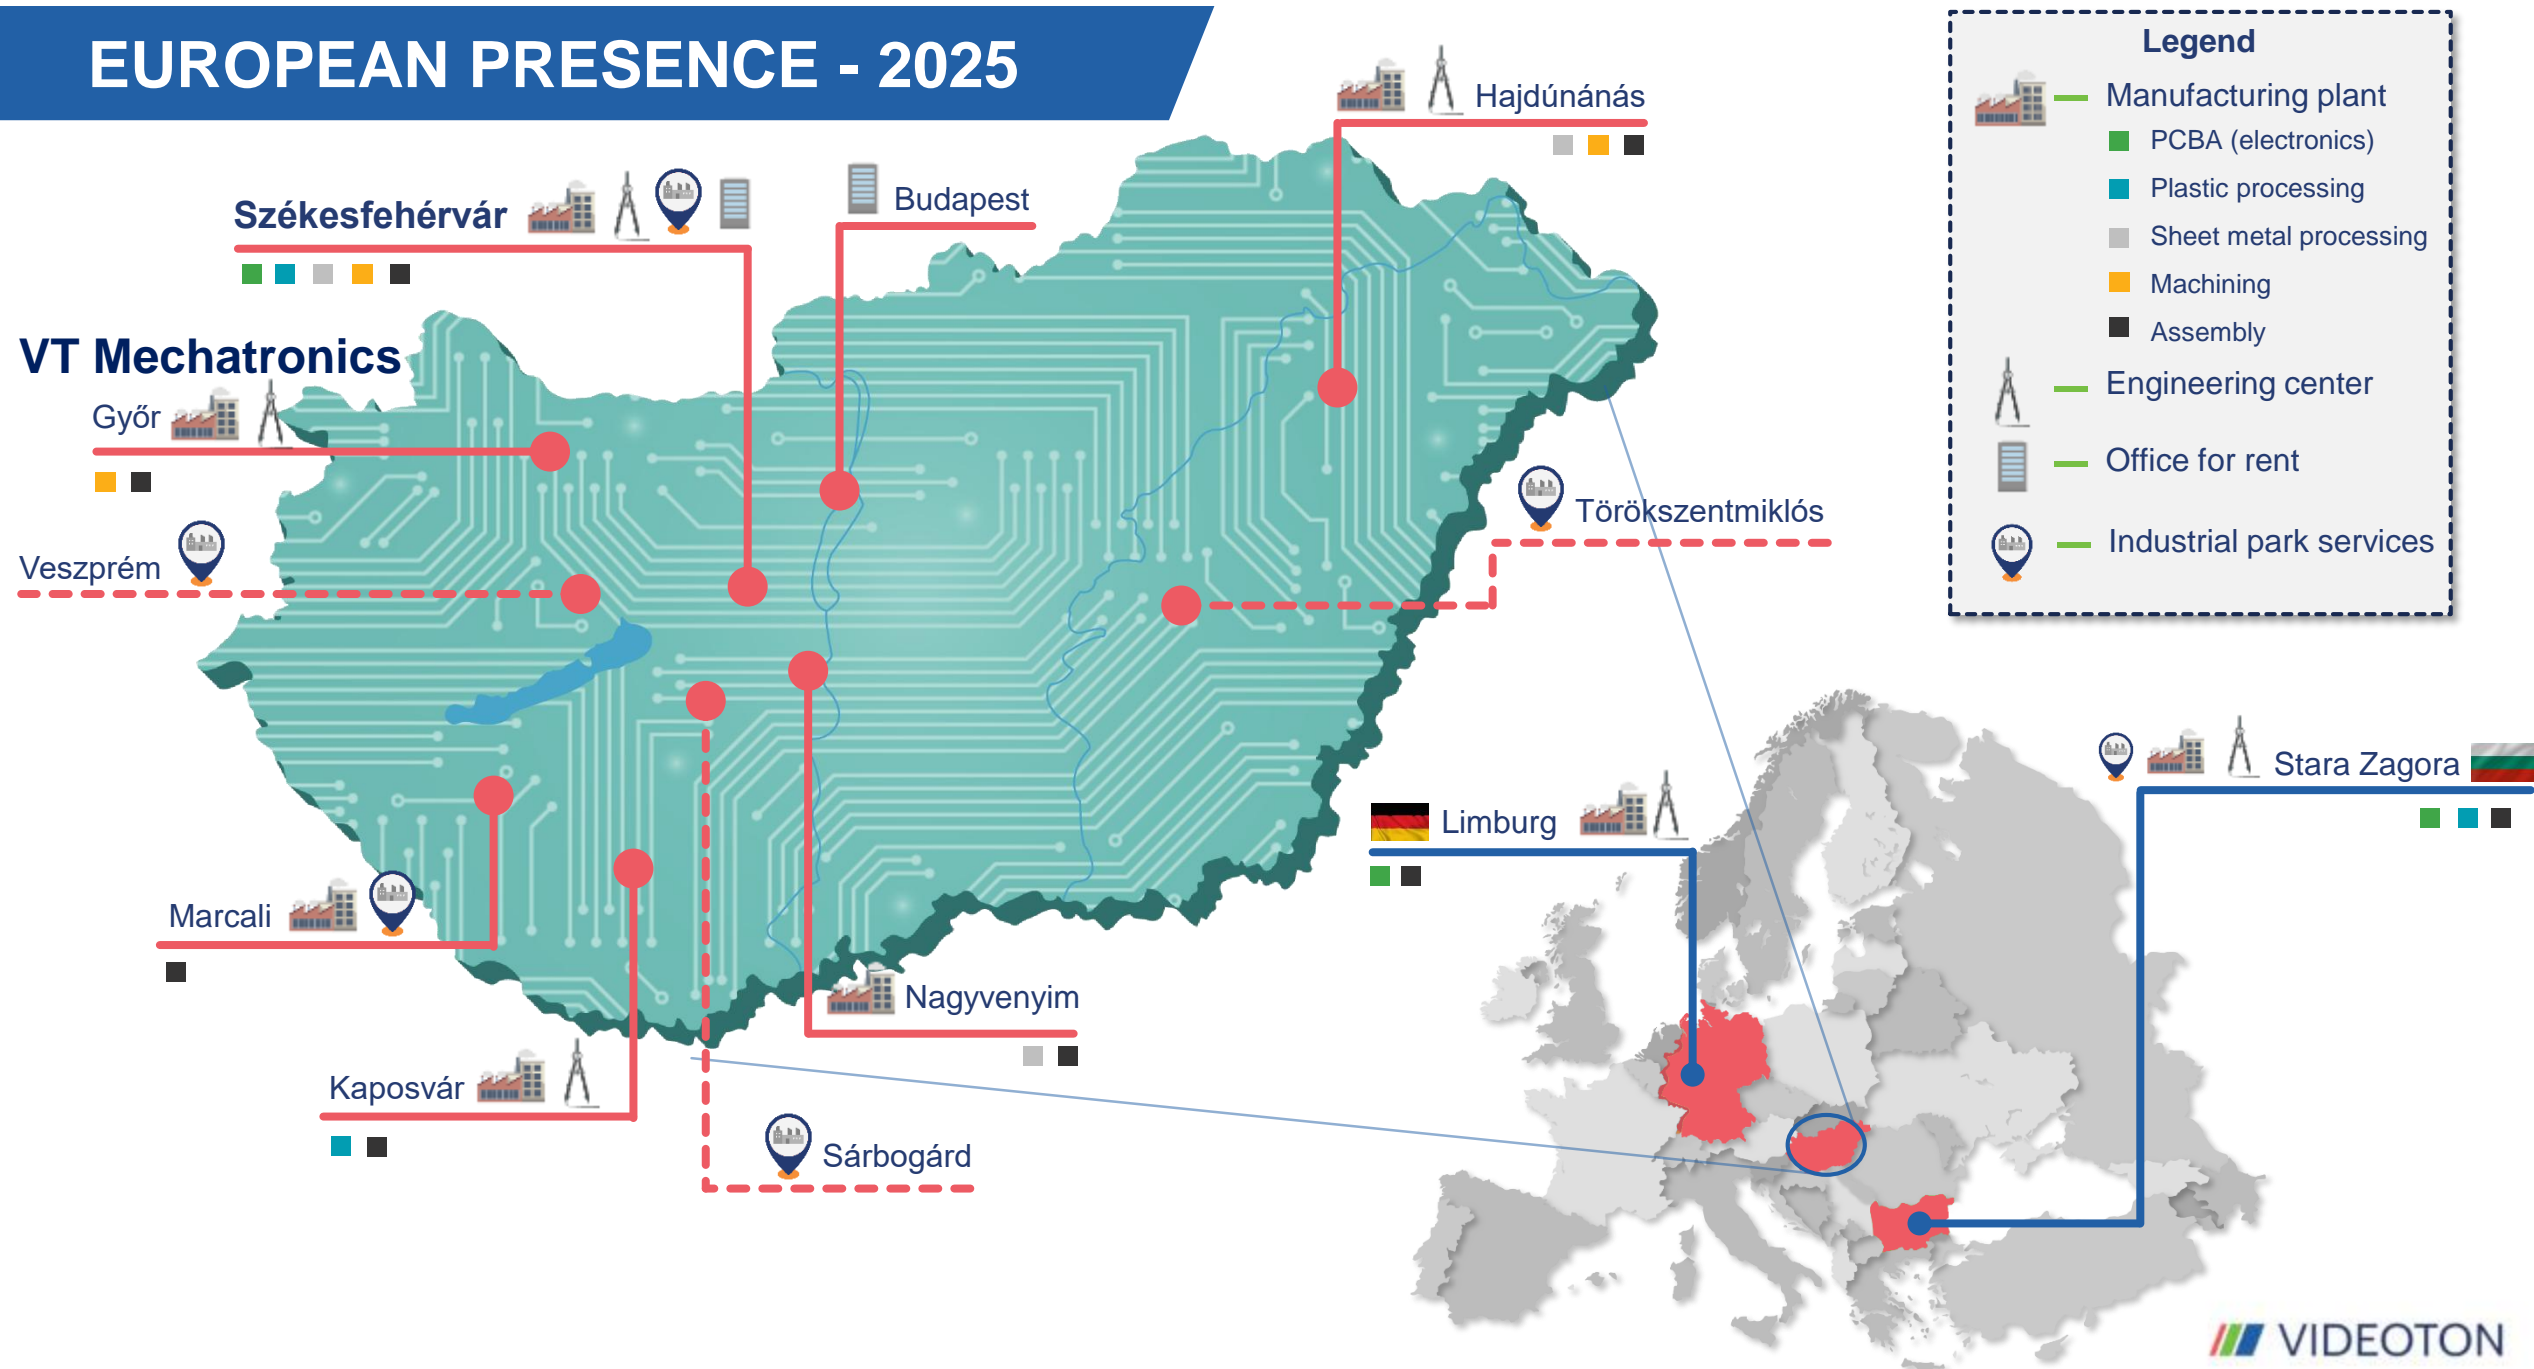 EUROPEAN PRESENCE - 2025
Hajdúnánás
Székesfehérvár
Budapest
VT Mechatronics
Győr
Törökszentmiklós
Veszprém
Marcali
Nagyvenyim
Kaposvár
Sárbogárd
Limburg
Stara Zagora
Legend
Manufacturing plant
PCBA (electronics)
Plastic processing
Sheet metal processing
Machining
Assembly
Engineering center
Office for rent
Industrial park services
VIDEOTON